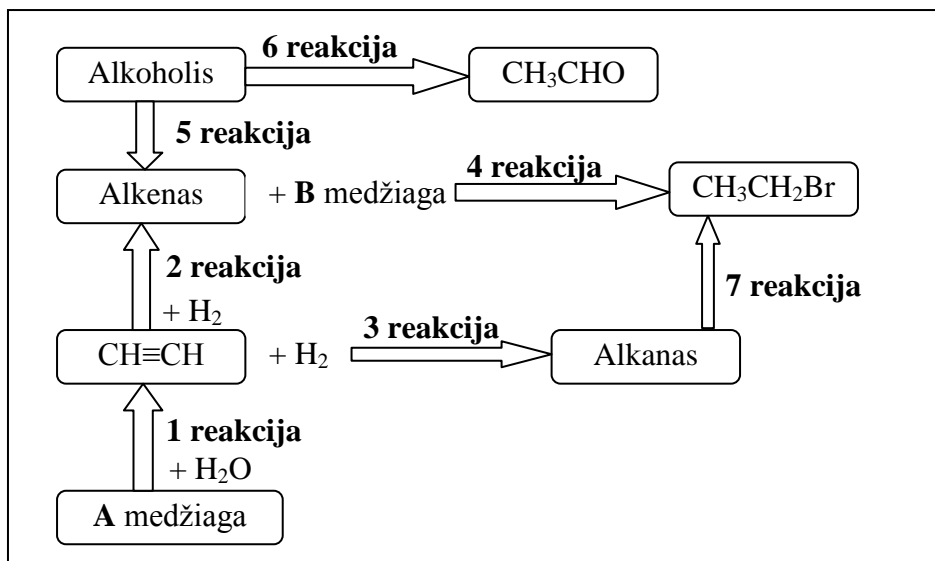 6 reakcija
Alkoholis
CH₃CHO
5 reakcija
4 reakcija
Alkenas + B medžiaga
CH₃CH₂Br
2 reakcija
+ H₂
7 reakcija
3 reakcija
CH≡CH + H₂
Alkanas
1 reakcija
+ H₂O
A medžiaga